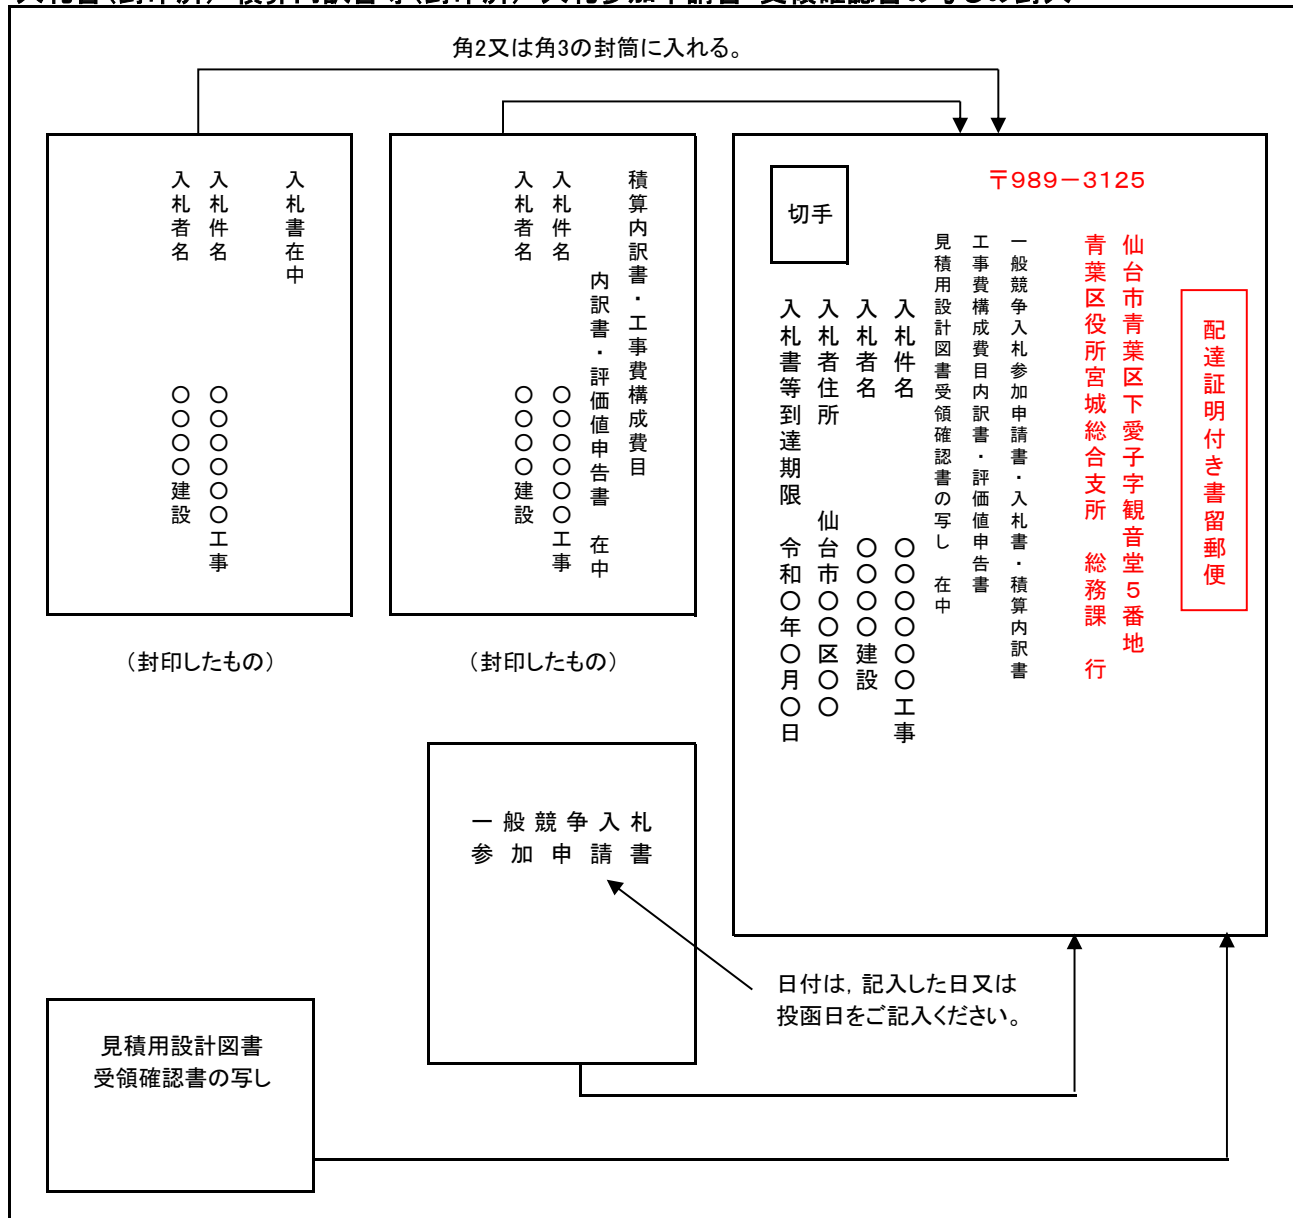 角2又は角3の封筒に入れる。
入札書在中
入札件名　〇〇〇〇〇〇工事
入札者名　〇〇〇〇建設
（封印したもの）
積算内訳書・工事費構成費目
内訳書・評価値申告書　在中
入札件名　〇〇〇〇〇〇工事
入札者名　〇〇〇〇建設
（封印したもの）
切手
〒989－3125
配達証明付き書留郵便
仙台市青葉区下愛子字観音堂５番地
青葉区役所宮城総合支所　総務課　行
一般競争入札参加申請書・入札書・積算内訳書
工事費構成費目内訳書・評価値申告書
見積用設計図書受領確認書の写し　在中
入札件名　〇〇〇〇〇〇工事
入札者名　〇〇〇〇建設
入札者住所　仙台市〇〇区〇〇
入札書等到達期限　令和〇年〇月〇日
一般競争入札
参加申請書
日付は，記入した日又は
投函日をご記入ください。
見積用設計図書
受領確認書の写し